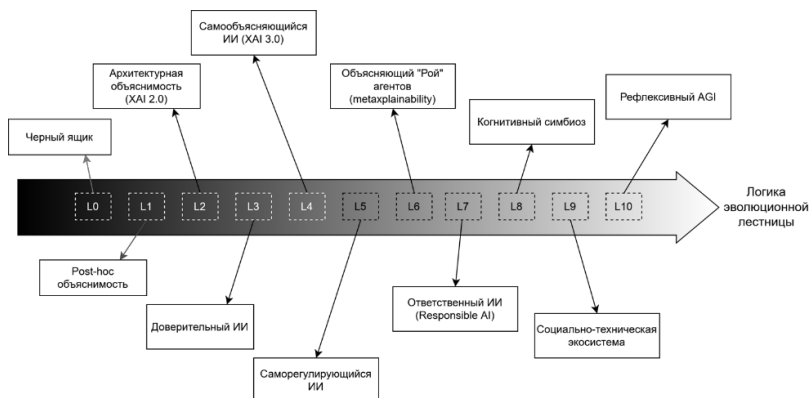 Самообъясняющийся
ИИ (XAI 3.0)
Архитектурная
объяснимость
(XAI 2.0)
Объясняющий "Рой"
агентов
(metaxplainability)
Рефлексивный AGI
Когнитивный симбиоз
Черный ящик
L0
L1
L2
L3
L4
L5
L6
L7
L8
L9
L10
Логика
эволюционной
лестницы
Post-hoc
объяснимость
Доверительный ИИ
Саморегулирующийся
ИИ
Ответственный ИИ
(Responsible AI)
Социально-техническая
экосистема